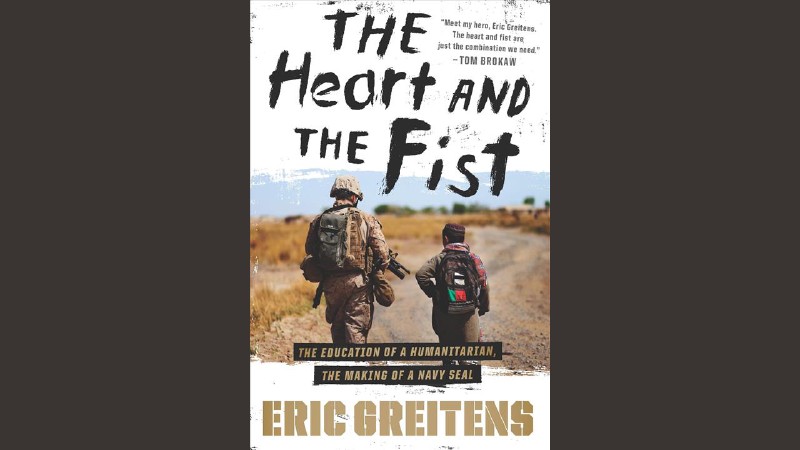 THE
Heart AND
THE Fist
"Meet my hero, Eric Greitens.
The heart and fist are
just the combination we need."
– TOM BROKAW
THE EDUCATION OF A HUMANITARIAN,
THE MAKING OF A NAVY SEAL
ERIC GREITENS